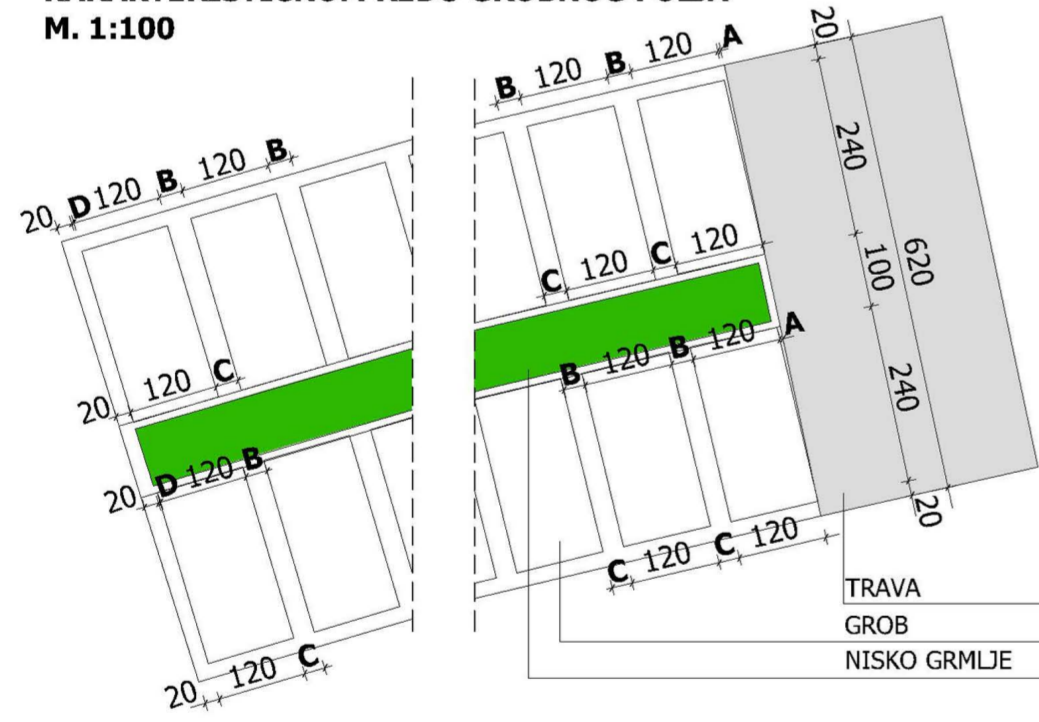 M. 1:100
20 D 120 B 120 B
B 120 B 120 A
20
240
100
620
240
20
C 120 C 120
20 120 C
B 120 B 120 A
20 D 120 B
C 120 C 120
20 120 C
TRAVA
GROB
NISKO GRMLJE